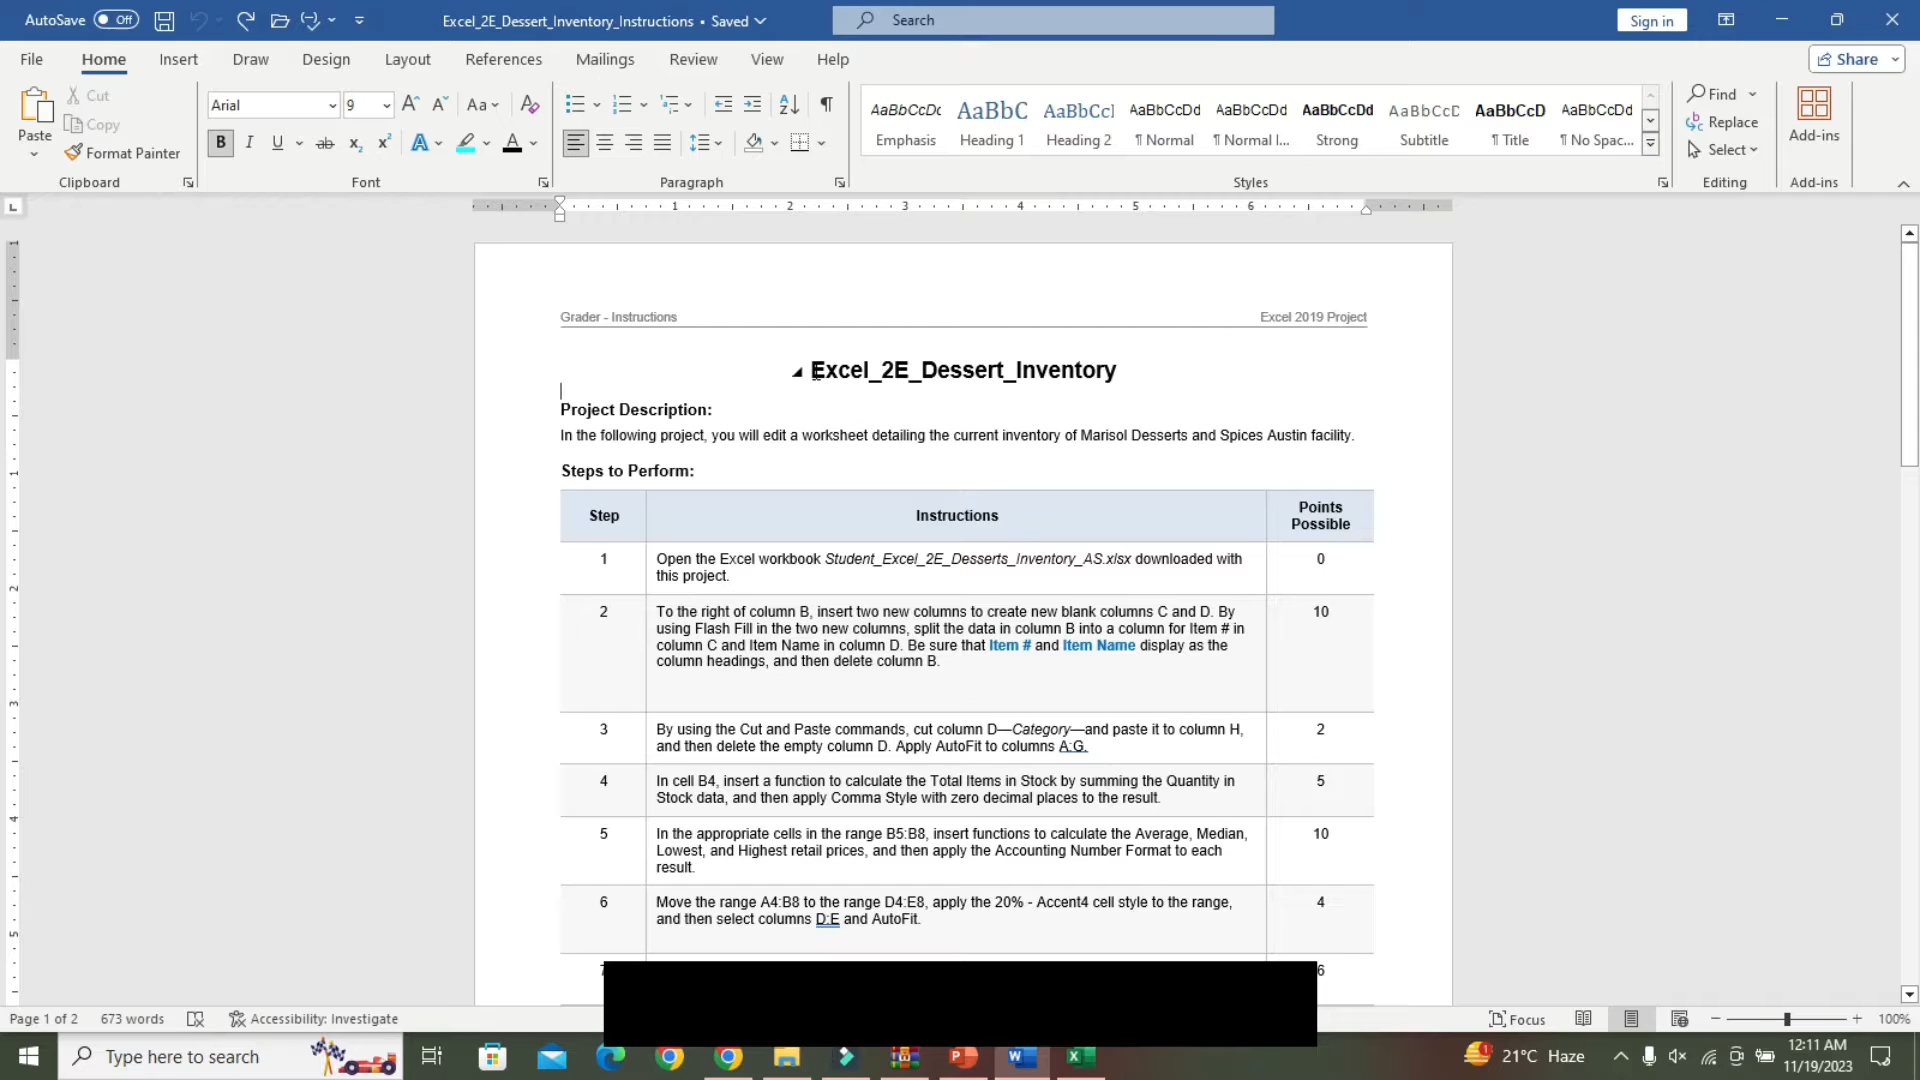 AutoSave Off Excel_2E_Dessert_Inventory_Instructions • Saved Search Sign in
File Home Insert Draw Design Layout References Mailings Review View Help Share
Paste Cut Copy Format Painter
Clipboard
Arial 9 Aa
B I U ab x₂ x² A A
Font
Paragraph
AaBbCcDc AaBbC AaBbCcl AaBbCcDd AaBbCcDd AaBbCcDd AaBbCcC AaBbCcD AaBbCcDd
Emphasis Heading 1 Heading 2 ¶ Normal ¶ Normal I... Strong Subtitle ¶ Title ¶ No Spac...
Styles
Find
Replace
Select
Editing
Add-ins
Add-ins
1 2 3 4 5 6
Grader - Instructions Excel 2019 Project
Excel_2E_Dessert_Inventory
Project Description:
In the following project, you will edit a worksheet detailing the current inventory of Marisol Desserts and Spices Austin facility.
Steps to Perform:
Step Instructions Points Possible
1 Open the Excel workbook Student_Excel_2E_Desserts_Inventory_AS.xlsx downloaded with 0
this project.
2 To the right of column B, insert two new columns to create new blank columns C and D. By 10
using Flash Fill in the two new columns, split the data in column B into a column for Item # in
column C and Item Name in column D. Be sure that Item # and Item Name display as the
column headings, and then delete column B.
3 By using the Cut and Paste commands, cut column D—Category—and paste it to column H, 2
and then delete the empty column D. Apply AutoFit to columns A:G.
4 In cell B4, insert a function to calculate the Total Items in Stock by summing the Quantity in 5
Stock data, and then apply Comma Style with zero decimal places to the result.
5 In the appropriate cells in the range B5:B8, insert functions to calculate the Average, Median, 10
Lowest, and Highest retail prices, and then apply the Accounting Number Format to each
result.
6 Move the range A4:B8 to the range D4:E8, apply the 20% - Accent4 cell style to the range, 4
and then select columns D:E and AutoFit.
6
Page 1 of 2 673 words Accessibility: Investigate Focus 100%
Type here to search 21°C Haze 12:11 AM
11/19/2023